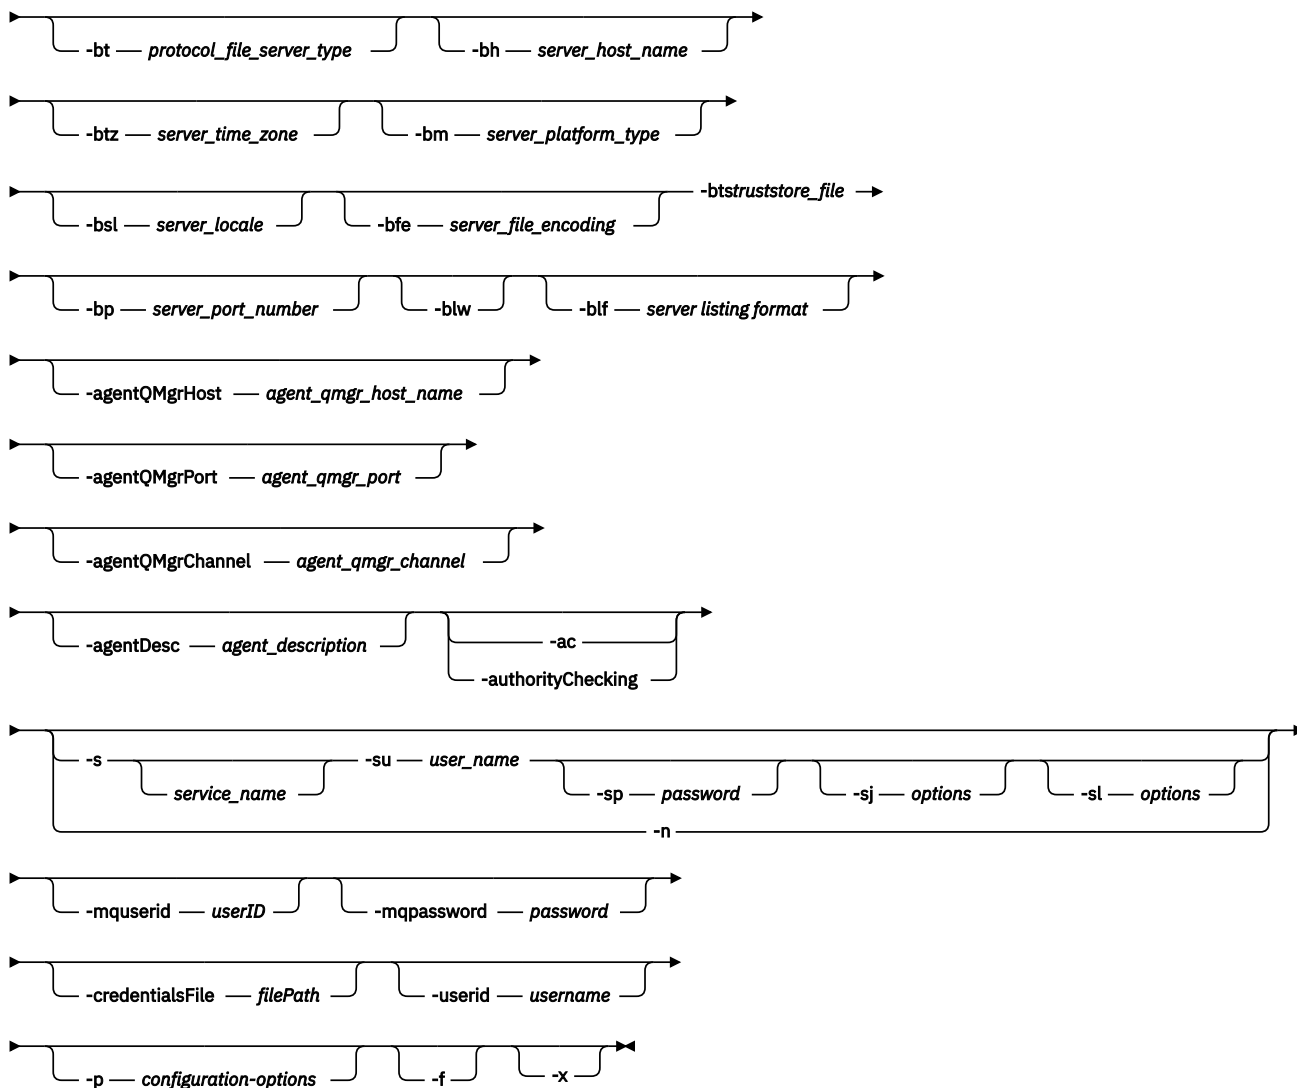 -bt protocol_file_server_type -bh server_host_name
-btz server_time_zone -bm server_platform_type
-btstruststore_file
-bsl server_locale -bfe server_file_encoding
-bp server_port_number -blw -blf server listing format
-agentQMgrHost agent_qmgr_host_name
-agentQMgrPort agent_qmgr_port
-agentQMgrChannel agent_qmgr_channel
-ac
-agentDesc agent_description
-authorityChecking
-s -su user_name
service_name -sp password -sj options -sl options
-n
-mquserid userID -mqpassword password
-credentialsFile filePath -userid username
-p configuration-options -f -x